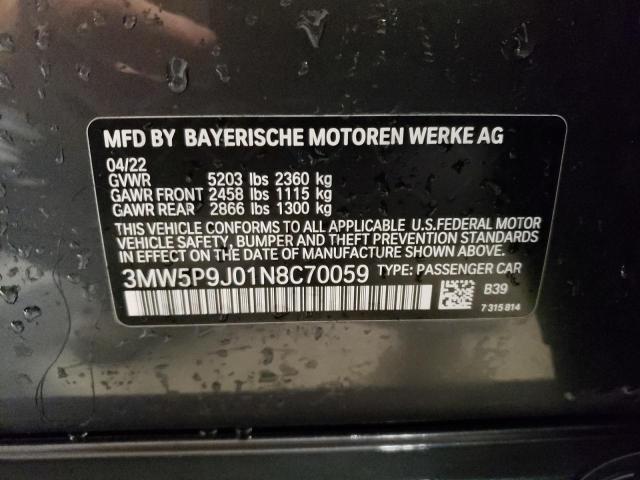 MFD BY BAYERISCHE MOTOREN WERKE AG
04/22
GVWR 5203 lbs 2360 kg
GAWR FRONT 2458 lbs 1115 kg
GAWR REAR 2866 lbs 1300 kg
THIS VEHICLE CONFORMS TO ALL APPLICABLE U.S.FEDERAL MOTOR
VEHICLE SAFETY, BUMPER AND THEFT PREVENTION STANDARDS
IN EFFECT ON THE DATE OF MANUFACTURE SHOWN ABOVE.
3MW5P9J01N8C70059 TYPE: PASSENGER CAR
B39
7 315 814